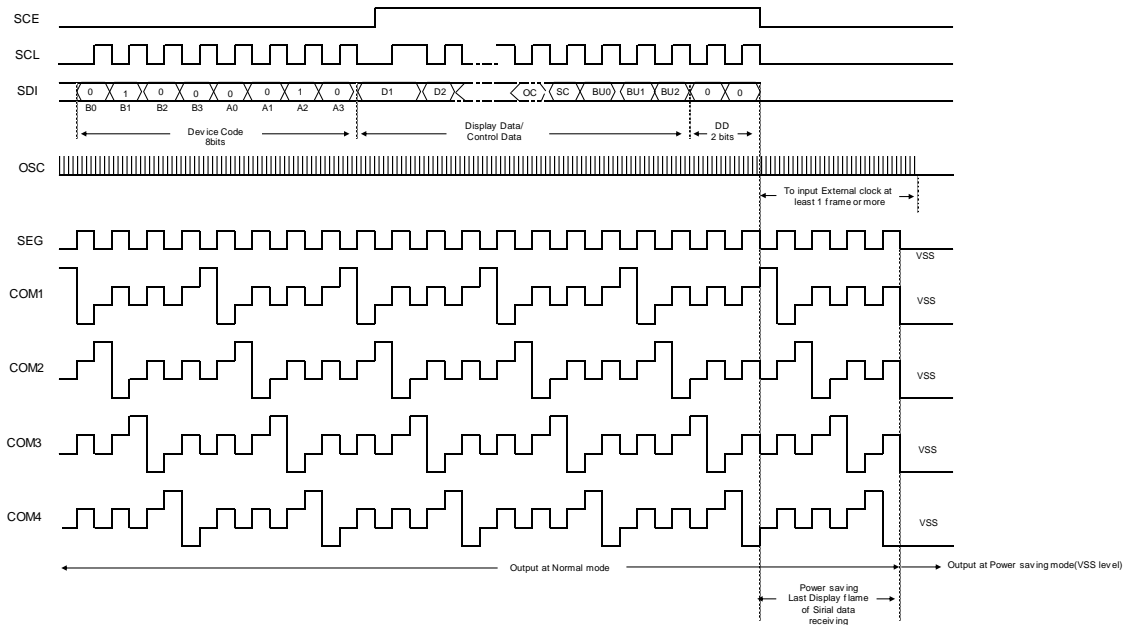 SCE
SCL
SDI
0 1 0 0 0 0 1 0 D1 D2 OC SC BU0 BU1 BU2 0 0
B0 B1 B2 B3 A0 A1 A2 A3
Device Code
8bits
Display Data/
Control Data
DD
2 bits
OSC
To input External clock at
least 1 frame or more
SEG
VSS
COM1
VSS
COM2
VSS
COM3
VSS
COM4
VSS
Output at Normal mode
Output at Power saving mode(VSS level)
Power saving
Last Display flame
of Sirial data
receiving